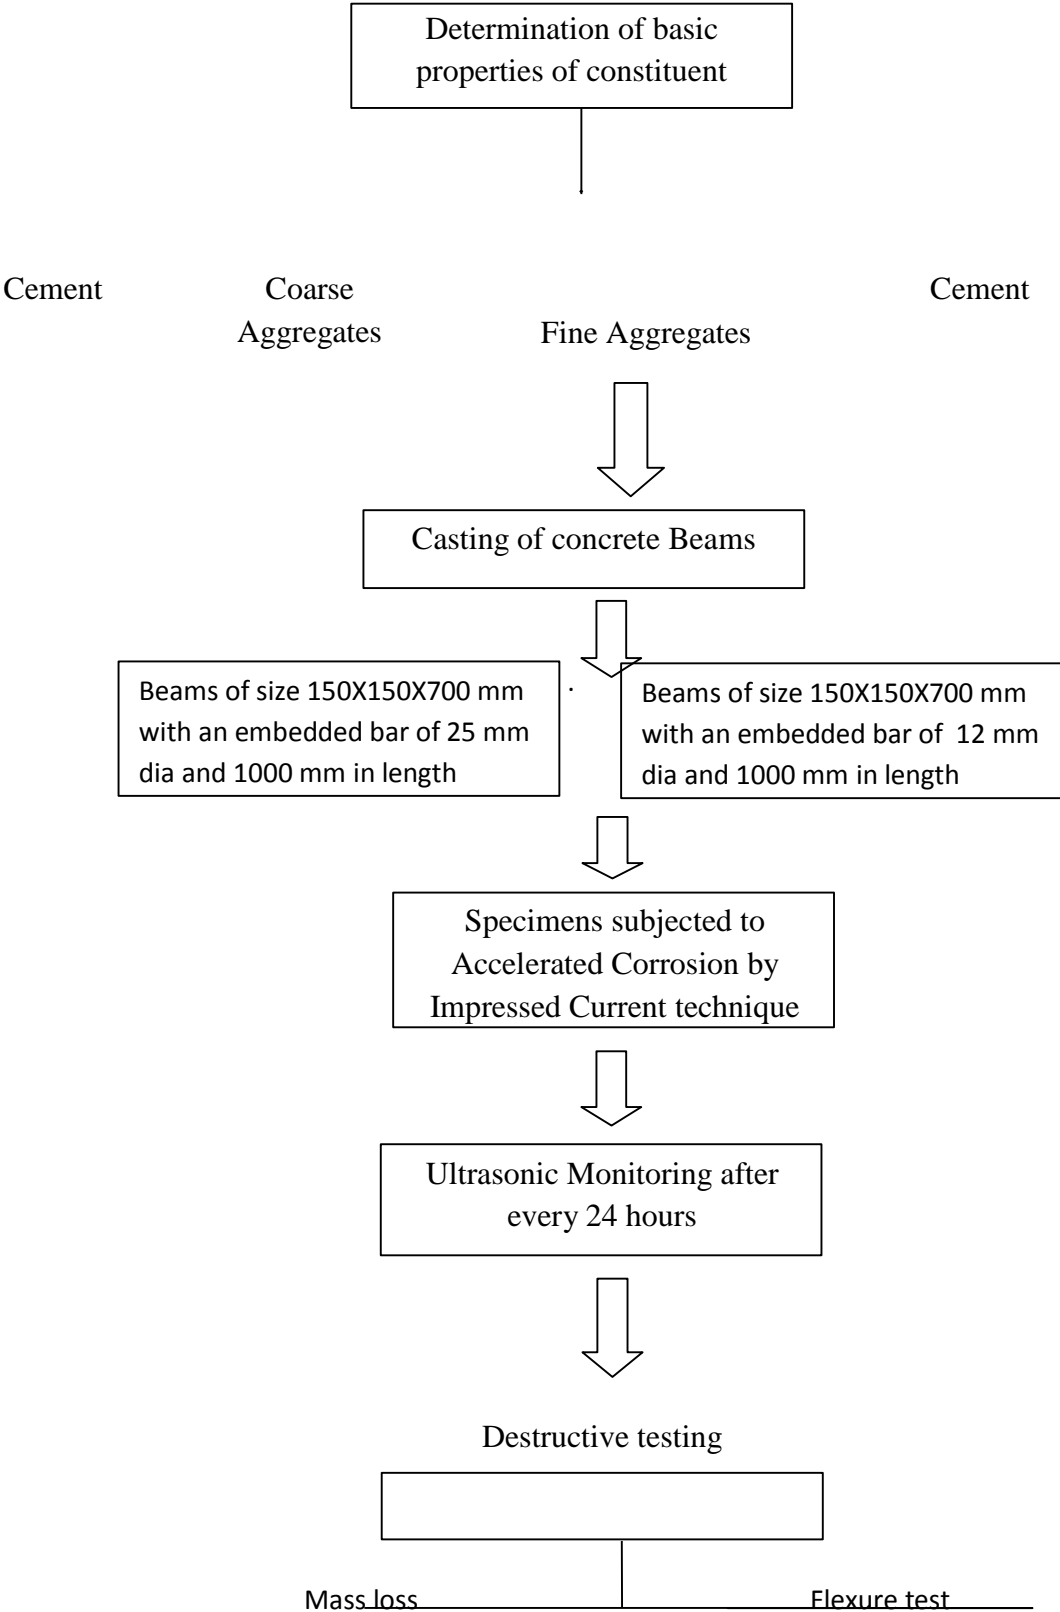 Determination of basic
properties of constituent
Cement
Coarse
Aggregates
Fine Aggregates
Cement
Casting of concrete Beams
Beams of size 150X150X700 mm
with an embedded bar of 25 mm
dia and 1000 mm in length
.
Beams of size 150X150X700 mm
with an embedded bar of  12 mm
dia and 1000 mm in length
Specimens subjected to
Accelerated Corrosion by
Impressed Current technique
Ultrasonic Monitoring after
every 24 hours
Destructive testing
Mass loss
Flexure test